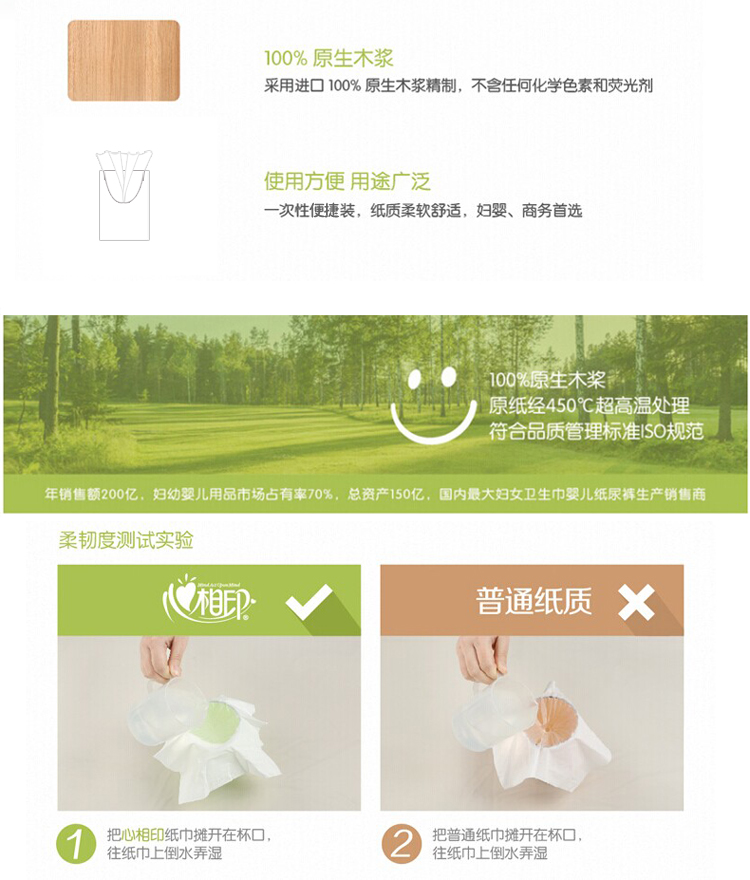 100% 原生木浆
采用进口 100% 原生木浆精制，不含任何化学色素和荧光剂
使用方便 用途广泛
一次性便捷装，纸质柔软舒适，妇婴、商务首选
100%原生木桨
原纸经450℃超高温处理
符合品质管理标准ISO规范
年销售额200亿，妇幼婴儿用品市场占有率70%，总资产150亿，国内最大妇女卫生巾婴儿纸尿裤生产销售商
柔韧度测试实验
Mind Act Upon Mind
心相印®
普通纸质
1 把心相印纸巾摊开在杯口，
往纸巾上倒水弄湿
2 把普通纸巾摊开在杯口，
往纸巾上倒水弄湿